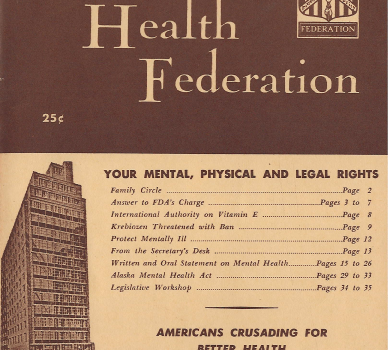 Health
Federation
FEDERATION
25¢
YOUR MENTAL, PHYSICAL AND LEGAL RIGHTS
Family Circle ........ Page 2
Answer to FDA's Charge ........ Pages 3 to 7
International Authority on Vitamin E ........ Page 8
Krebiozen Threatened with Ban ........ Page 9
Protect Mentally Ill ........ Page 12
From the Secretary's Desk ........ Page 13
Written and Oral Statement on Mental Health ........ Pages 15 to 26
Alaska Mental Health Act ........ Pages 29 to 33
Legislative Workshop ........ Pages 34 to 35
AMERICANS CRUSADING FOR
BETTER HEALTH